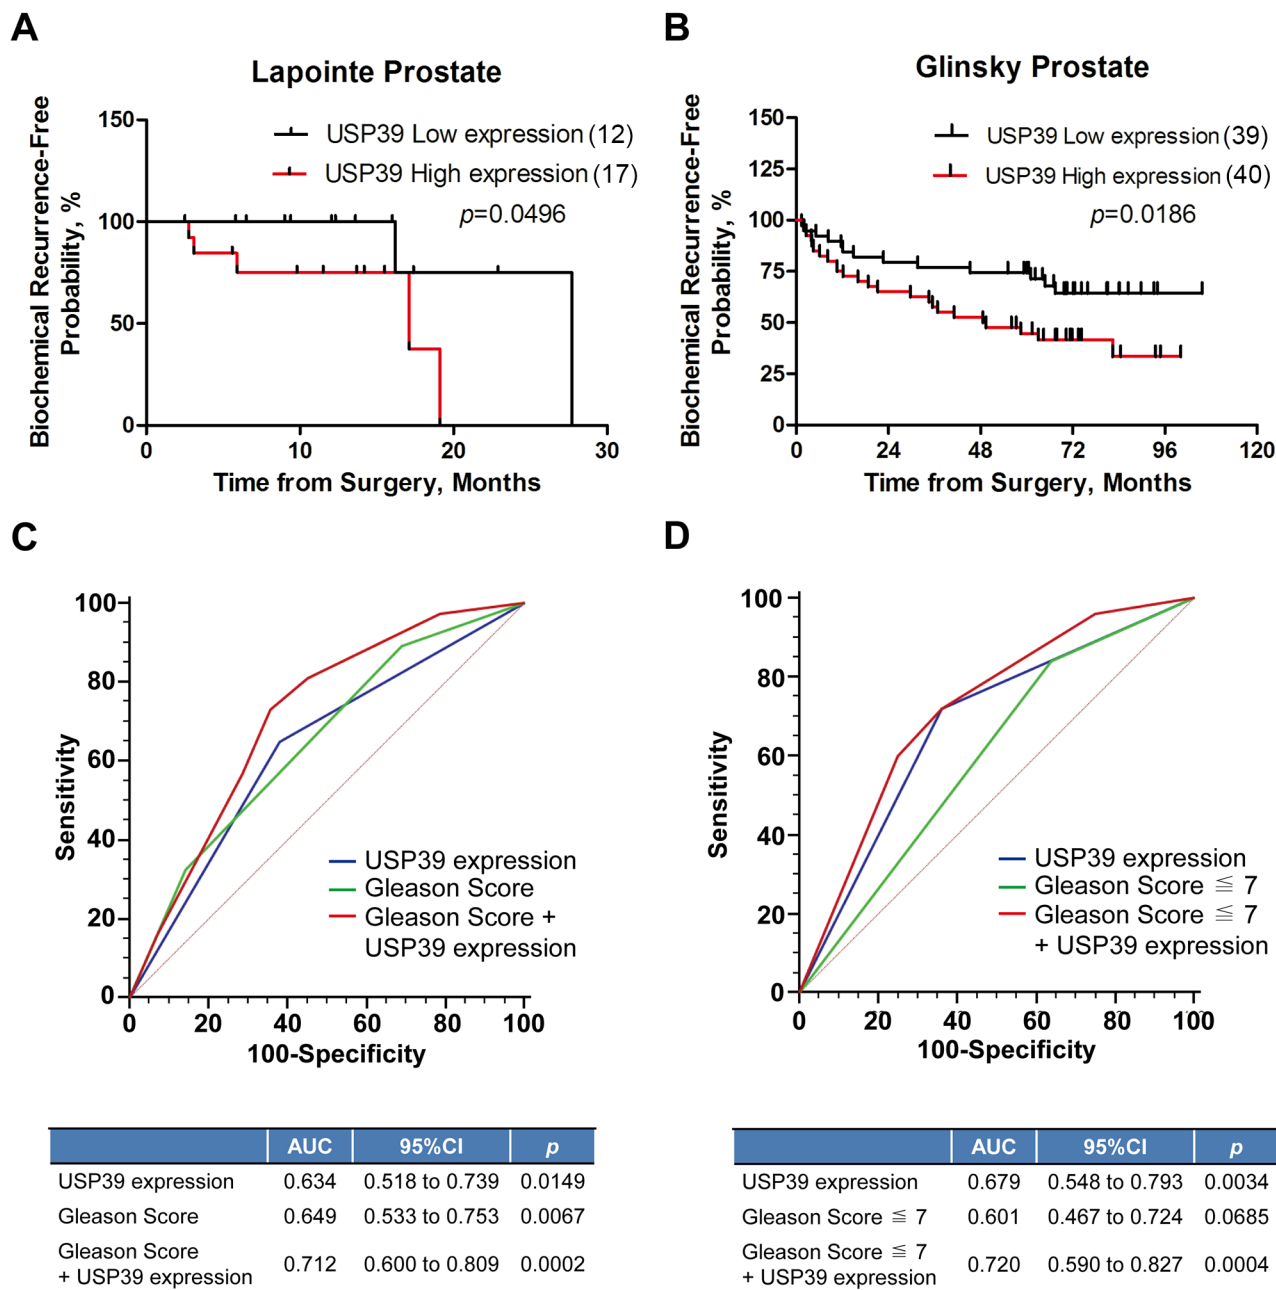 A
Lapointe Prostate
Biochemical Recurrence-Free
Probability, %
150
100
50
0
USP39 Low expression (12)
USP39 High expression (17)
p=0.0496
0 10 20 30
Time from Surgery, Months
B
Glinsky Prostate
Biochemical Recurrence-Free
Probability, %
150
125
100
75
50
25
0
USP39 Low expression (39)
USP39 High expression (40)
p=0.0186
0 24 48 72 96 120
Time from Surgery, Months
C
Sensitivity
100
80
60
40
20
0
USP39 expression
Gleason Score
Gleason Score +
USP39 expression
0 20 40 60 80 100
100-Specificity
AUC 95%CI p
USP39 expression 0.634 0.518 to 0.739 0.0149
Gleason Score 0.649 0.533 to 0.753 0.0067
Gleason Score
+ USP39 expression 0.712 0.600 to 0.809 0.0002
D
Sensitivity
100
80
60
40
20
0
USP39 expression
Gleason Score ≦ 7
Gleason Score ≦ 7
+ USP39 expression
0 20 40 60 80 100
100-Specificity
AUC 95%CI p
USP39 expression 0.679 0.548 to 0.793 0.0034
Gleason Score ≦ 7 0.601 0.467 to 0.724 0.0685
Gleason Score ≦ 7
+ USP39 expression 0.720 0.590 to 0.827 0.0004